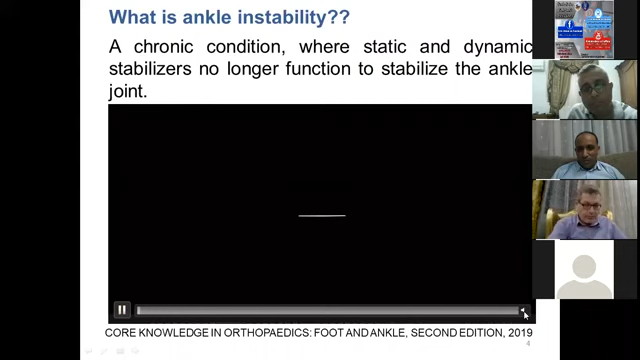 What is ankle instability??
A chronic condition, where static and dynamic
stabilizers no longer function to stabilize the ankle
joint.
CORE KNOWLEDGE IN ORTHOPAEDICS: FOOT AND ANKLE, SECOND EDITION, 2019
4